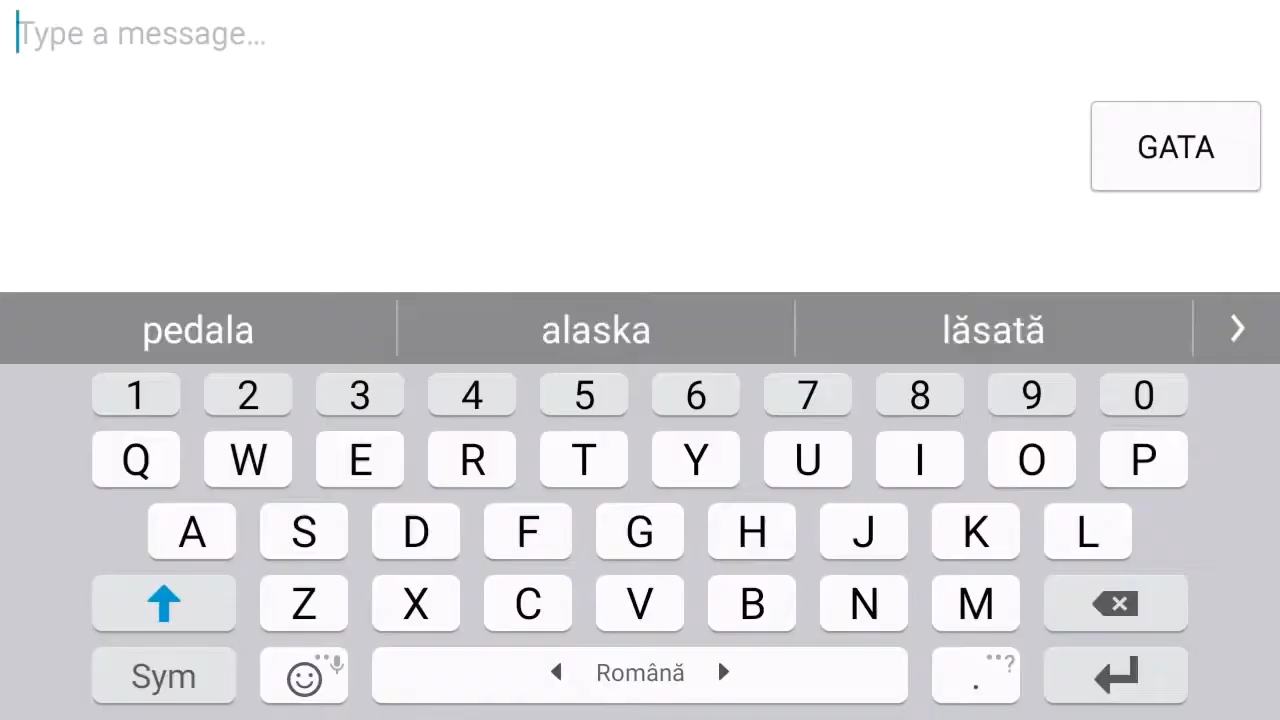 Type a message...
GATA
pedala alaska lăsată
1 2 3 4 5 6 7 8 9 0
Q W E R T Y U I O P
A S D F G H J K L
Z X C V B N M
Sym Română . ...?